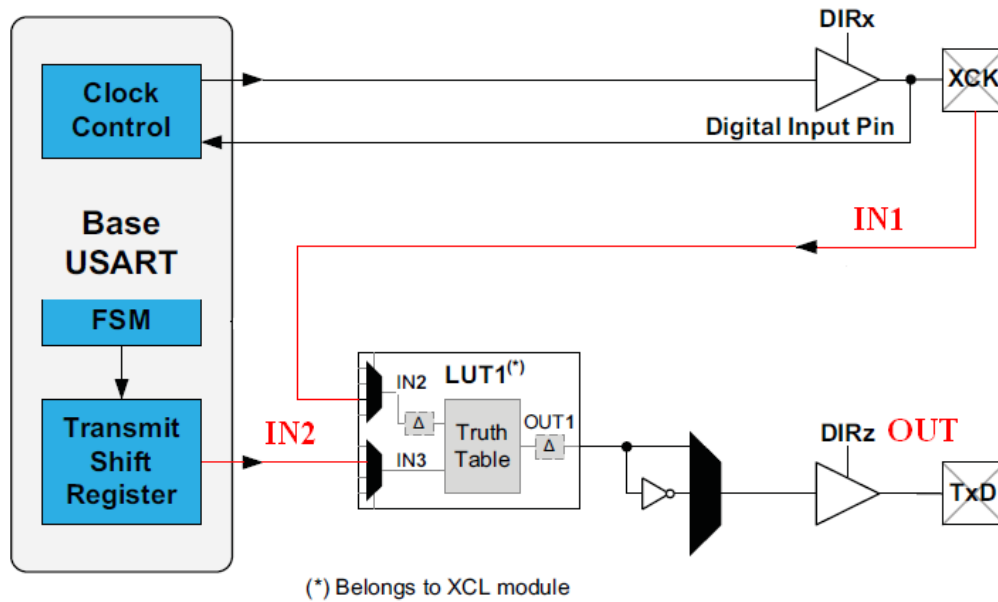 DIRx
Clock
Control
XCK
Digital Input Pin
Base
USART
IN1
FSM
LUT1(*)
IN2
Δ
Truth
Table
OUT1
Δ
IN3
Transmit
Shift
Register
IN2
DIRz
OUT
TxD
(*) Belongs to XCL module